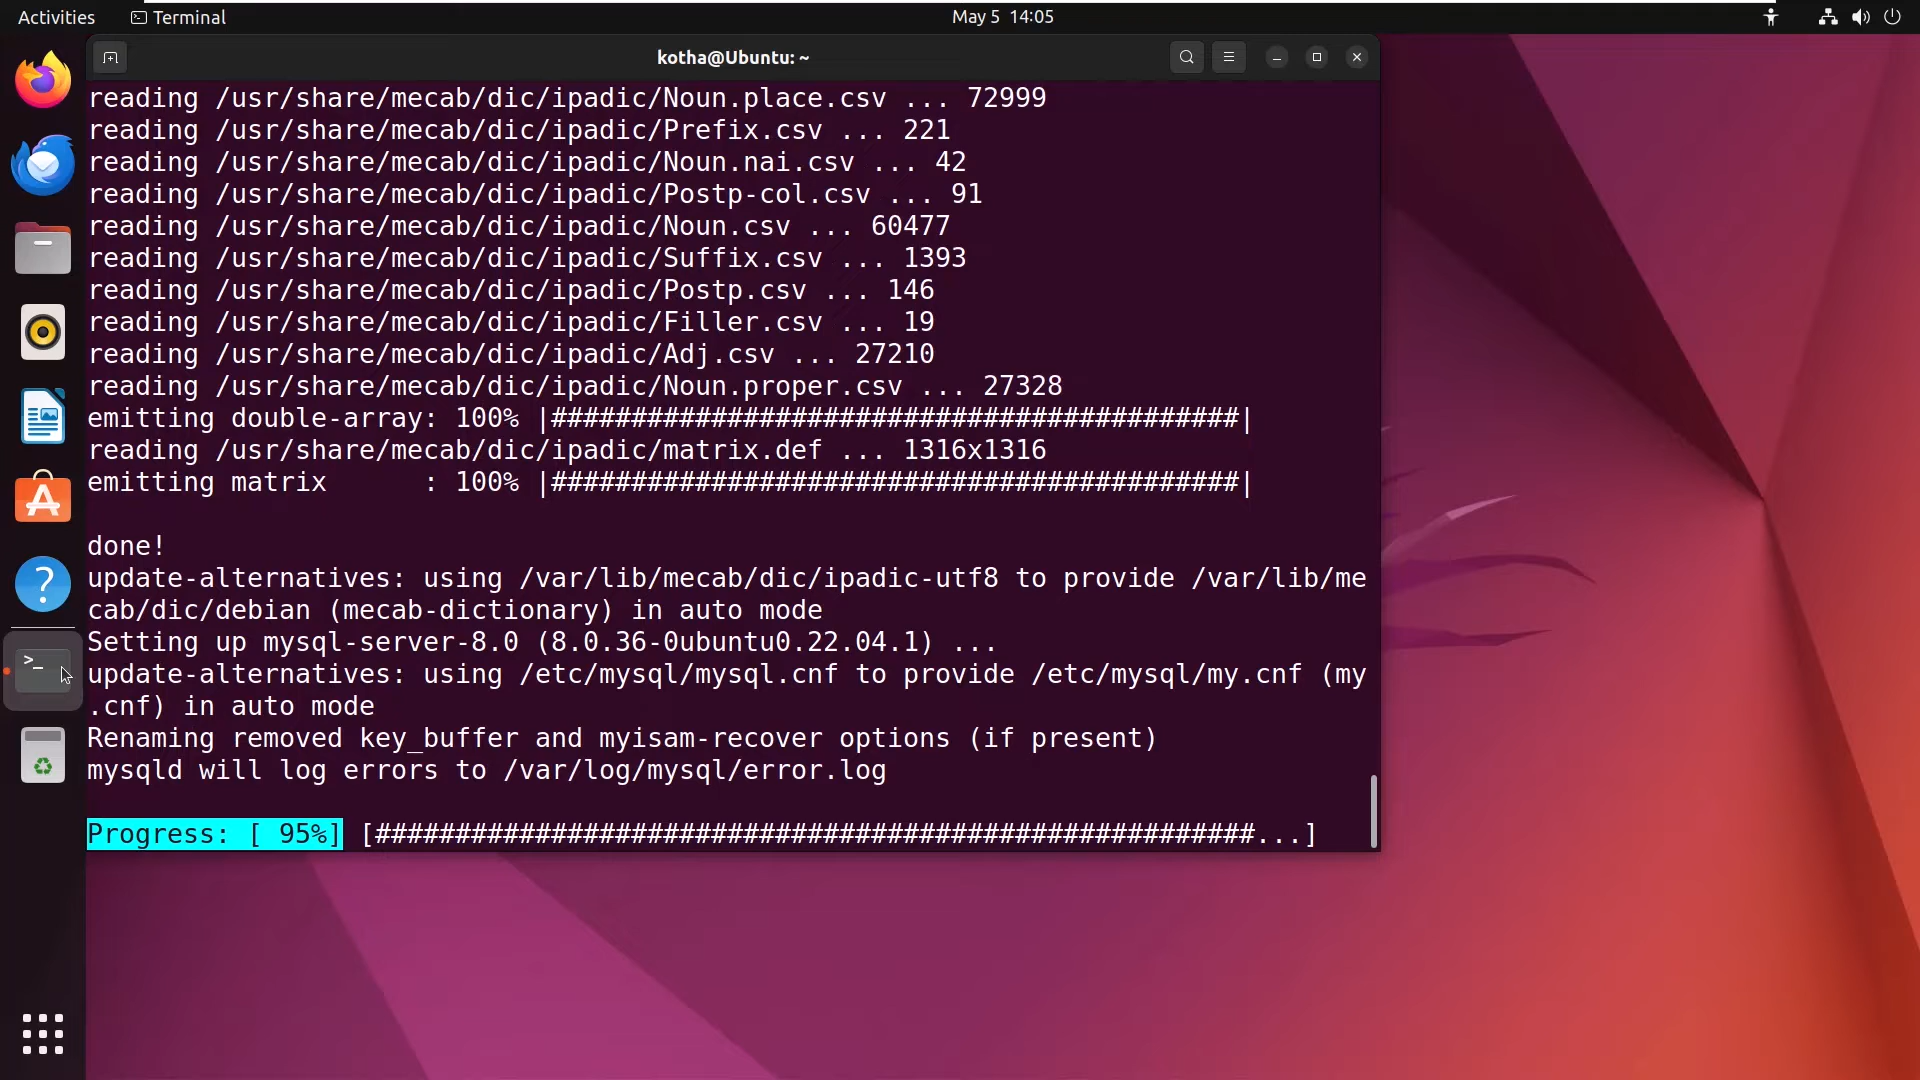 Activities Terminal May 5 14:05
kotha@Ubuntu: ~
reading /usr/share/mecab/dic/ipadic/Noun.place.csv ... 72999
reading /usr/share/mecab/dic/ipadic/Prefix.csv ... 221
reading /usr/share/mecab/dic/ipadic/Noun.nai.csv ... 42
reading /usr/share/mecab/dic/ipadic/Postp-col.csv ... 91
reading /usr/share/mecab/dic/ipadic/Noun.csv ... 60477
reading /usr/share/mecab/dic/ipadic/Suffix.csv ... 1393
reading /usr/share/mecab/dic/ipadic/Postp.csv ... 146
reading /usr/share/mecab/dic/ipadic/Filler.csv ... 19
reading /usr/share/mecab/dic/ipadic/Adj.csv ... 27210
reading /usr/share/mecab/dic/ipadic/Noun.proper.csv ... 27328
emitting double-array: 100% |###########################################|
reading /usr/share/mecab/dic/ipadic/matrix.def ... 1316x1316
emitting matrix      : 100% |###########################################|
done!
update-alternatives: using /var/lib/mecab/dic/ipadic-utf8 to provide /var/lib/me
cab/dic/debian (mecab-dictionary) in auto mode
Setting up mysql-server-8.0 (8.0.36-0ubuntu0.22.04.1) ...
update-alternatives: using /etc/mysql/mysql.cnf to provide /etc/mysql/my.cnf (my
.cnf) in auto mode
Renaming removed key_buffer and myisam-recover options (if present)
mysqld will log errors to /var/log/mysql/error.log
Progress: [ 95%] [#######################################################...]